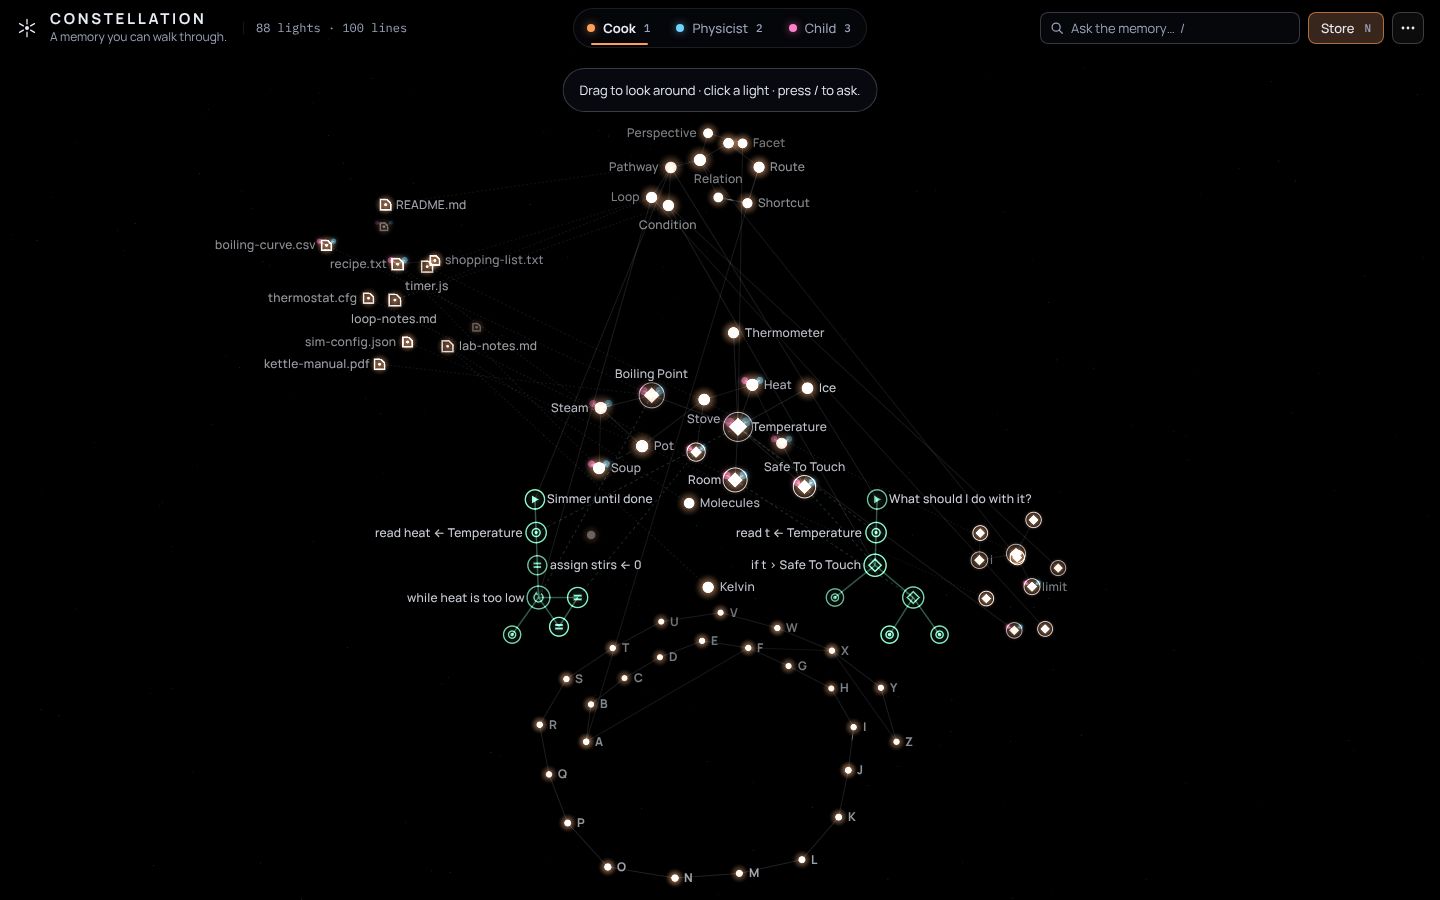 CONSTELLATION
A memory you can walk through.
88 lights · 100 lines
Cook 1
Physicist 2
Child 3
Ask the memory… /
Store N
Drag to look around · click a light · press / to ask.
Perspective
Facet
Pathway
Route
Relation
Loop
Shortcut
Condition
README.md
boiling-curve.csv
recipe.txt
shopping-list.txt
timer.js
thermostat.cfg
loop-notes.md
sim-config.json
lab-notes.md
kettle-manual.pdf
Thermometer
Boiling Point
Heat
Ice
Steam
Stove
Temperature
Pot
Soup
Safe To Touch
Room
Molecules
Simmer until done
What should I do with it?
read heat ← Temperature
read t ← Temperature
assign stirs ← 0
if t > Safe To Touch
i
limit
while heat is too low
Kelvin
V
U
W
T
E
F
X
D
G
S
C
H
Y
B
R
I
A
Z
Q
J
P
K
O
L
N
M